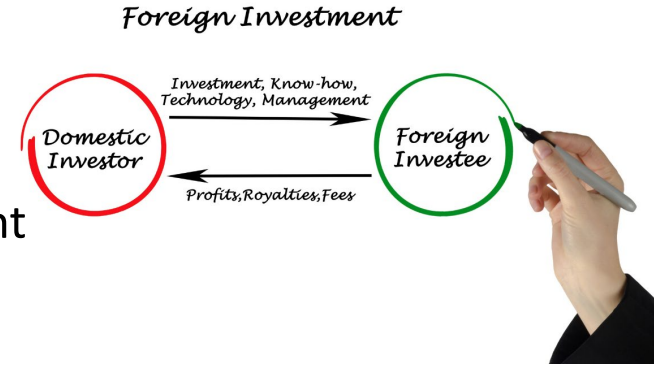 Foreign Investment
Investment, Know-how,
Technology, Management
Domestic
Investor
Foreign
Investee
Profits,Royalties,Fees
nt